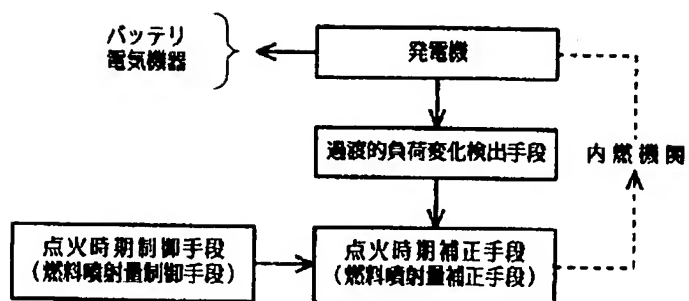 バッテリ
電気機器
発電機
過渡的負荷変化検出手段
内燃機関
点火時期制御手段
(燃料噴射量制御手段)
点火時期補正手段
(燃料噴射量補正手段)